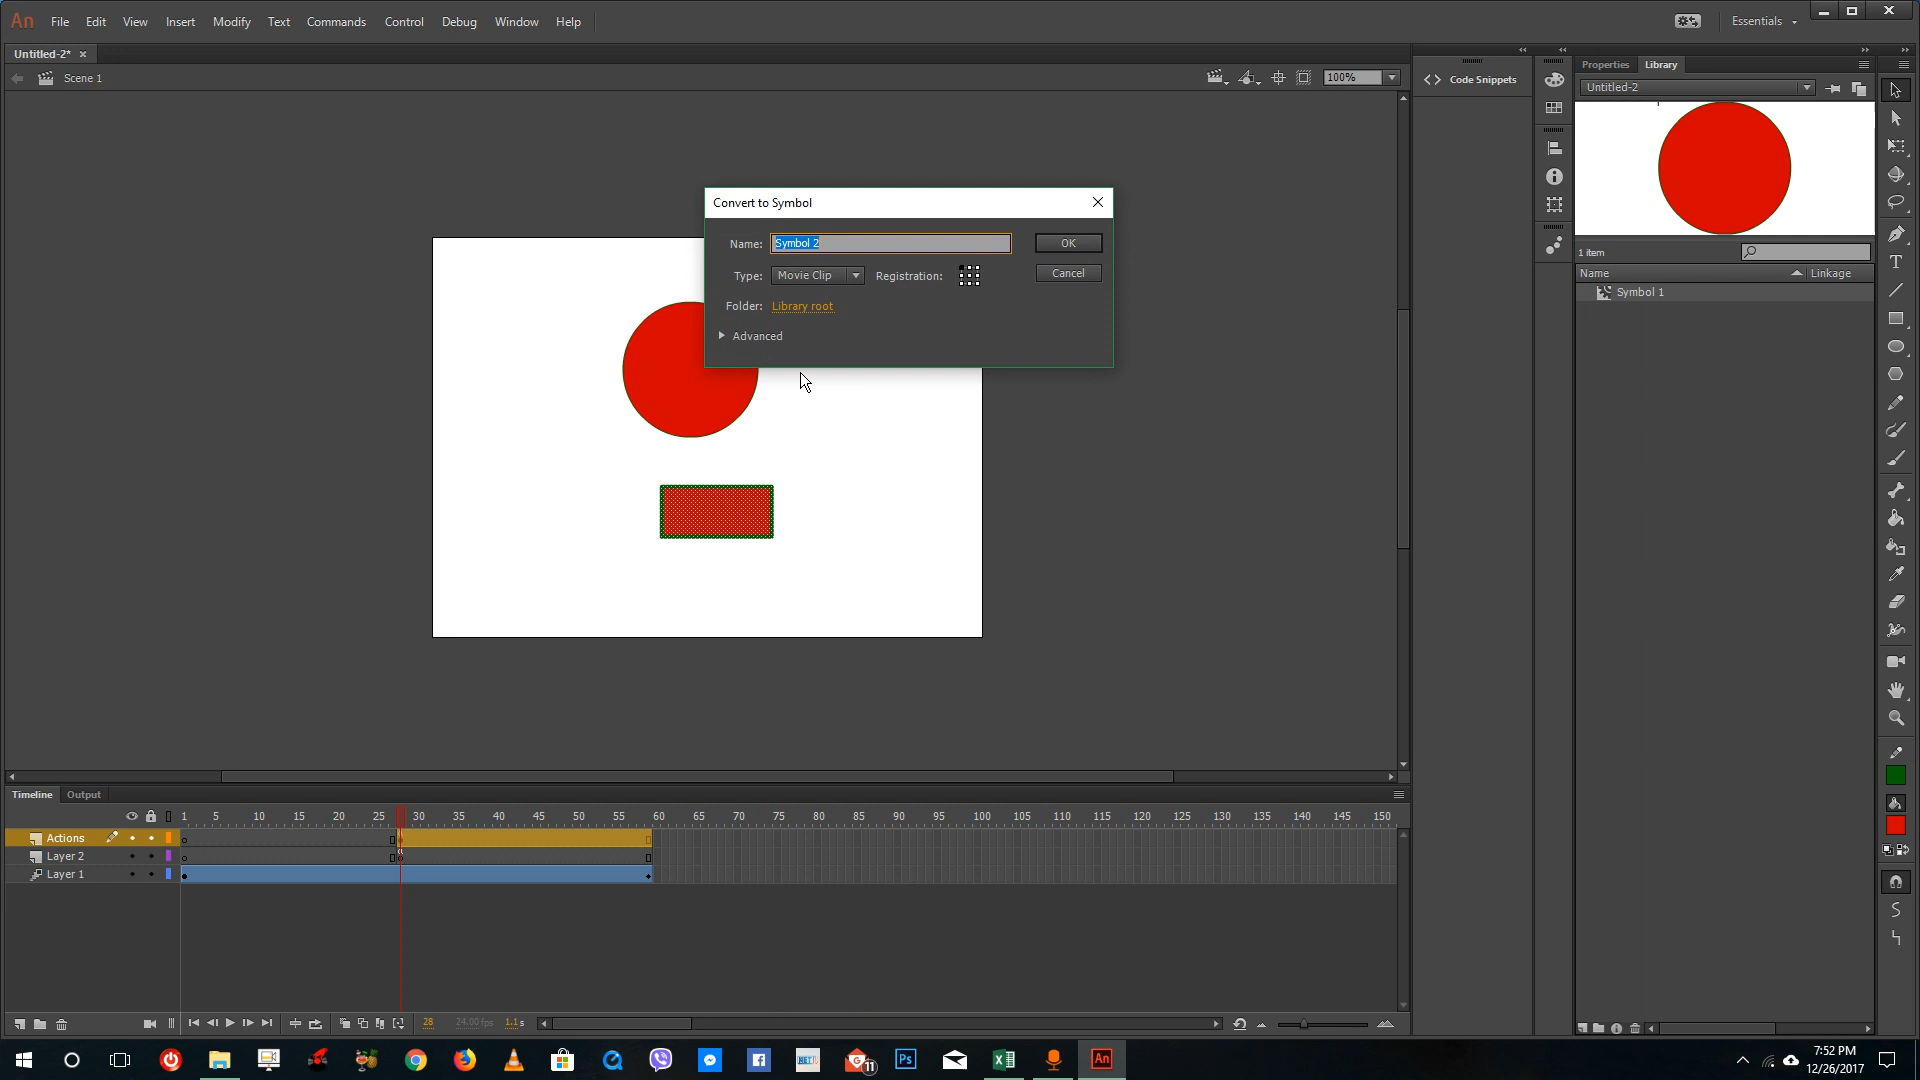 An File Edit View Insert Modify Text Commands Control Debug Window Help Essentials
Untitled-2*
Scene 1
100%
Code Snippets
Properties Library
Untitled-2
1 item
Name Linkage
Symbol 1
Convert to Symbol
Name: Symbol 2 OK
Type: Movie Clip Registration: Cancel
Folder: Library root
Advanced
Timeline Output
1 5 10 15 20 25 30 35 40 45 50 55 60 65 70 75 80 85 90 95 100 105 110 115 120 125 130 135 140 145 150
Actions
Layer 2
Layer 1
28 24.00 fps 1.1 s
11 Ps An
7:52 PM
12/26/2017